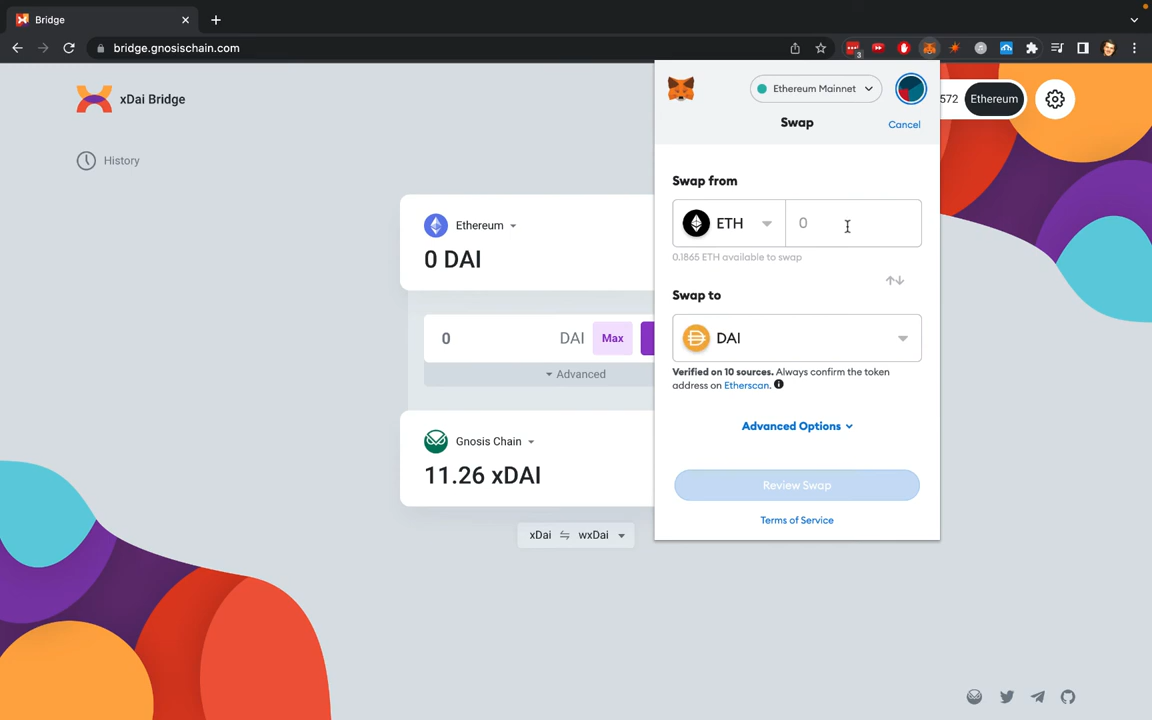 Bridge
bridge.gnosischain.com
3
xDai Bridge
History
572 Ethereum
Ethereum
0 DAI
0 DAI Max
Advanced
Gnosis Chain
11.26 xDAI
xDai wxDai
Ethereum Mainnet
Swap
Cancel
Swap from
ETH 0
0.1865 ETH available to swap
Swap to
DAI
Verified on 10 sources. Always confirm the token
address on Etherscan.
Advanced Options
Review Swap
Terms of Service